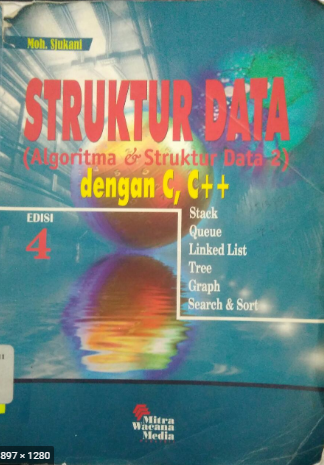 Moh. Sjukani
STRUKTUR DATA
(Algoritma & Struktur Data 2)
dengan C, C++
EDISI
4
Stack
Queue
Linked List
Tree
Graph
Search & Sort
Mitra
Wacana
Media
897 × 1280